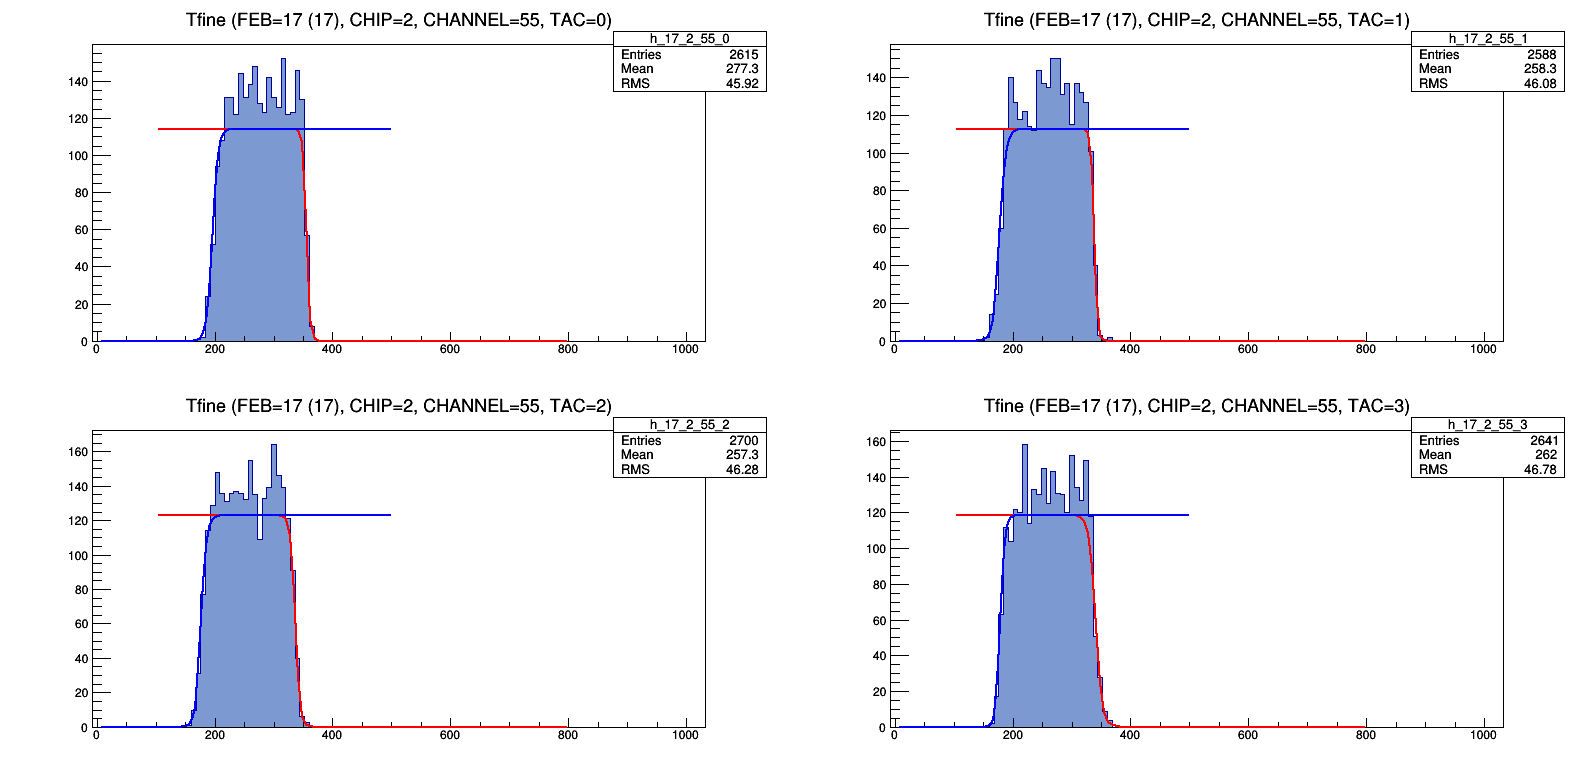 Tfine (FEB=17 (17), CHIP=2, CHANNEL=55, TAC=0)
h_17_2_55_0
Entries 2615
Mean 277.3
RMS 45.92
140
120
100
80
60
40
20
0
0 200 400 600 800 1000
Tfine (FEB=17 (17), CHIP=2, CHANNEL=55, TAC=1)
h_17_2_55_1
Entries 2588
Mean 258.3
RMS 46.08
140
120
100
80
60
40
20
0
0 200 400 600 800 1000
Tfine (FEB=17 (17), CHIP=2, CHANNEL=55, TAC=2)
h_17_2_55_2
Entries 2700
Mean 257.3
RMS 46.28
160
140
120
100
80
60
40
20
0
0 200 400 600 800 1000
Tfine (FEB=17 (17), CHIP=2, CHANNEL=55, TAC=3)
h_17_2_55_3
Entries 2641
Mean 262
RMS 46.78
160
140
120
100
80
60
40
20
0
0 200 400 600 800 1000